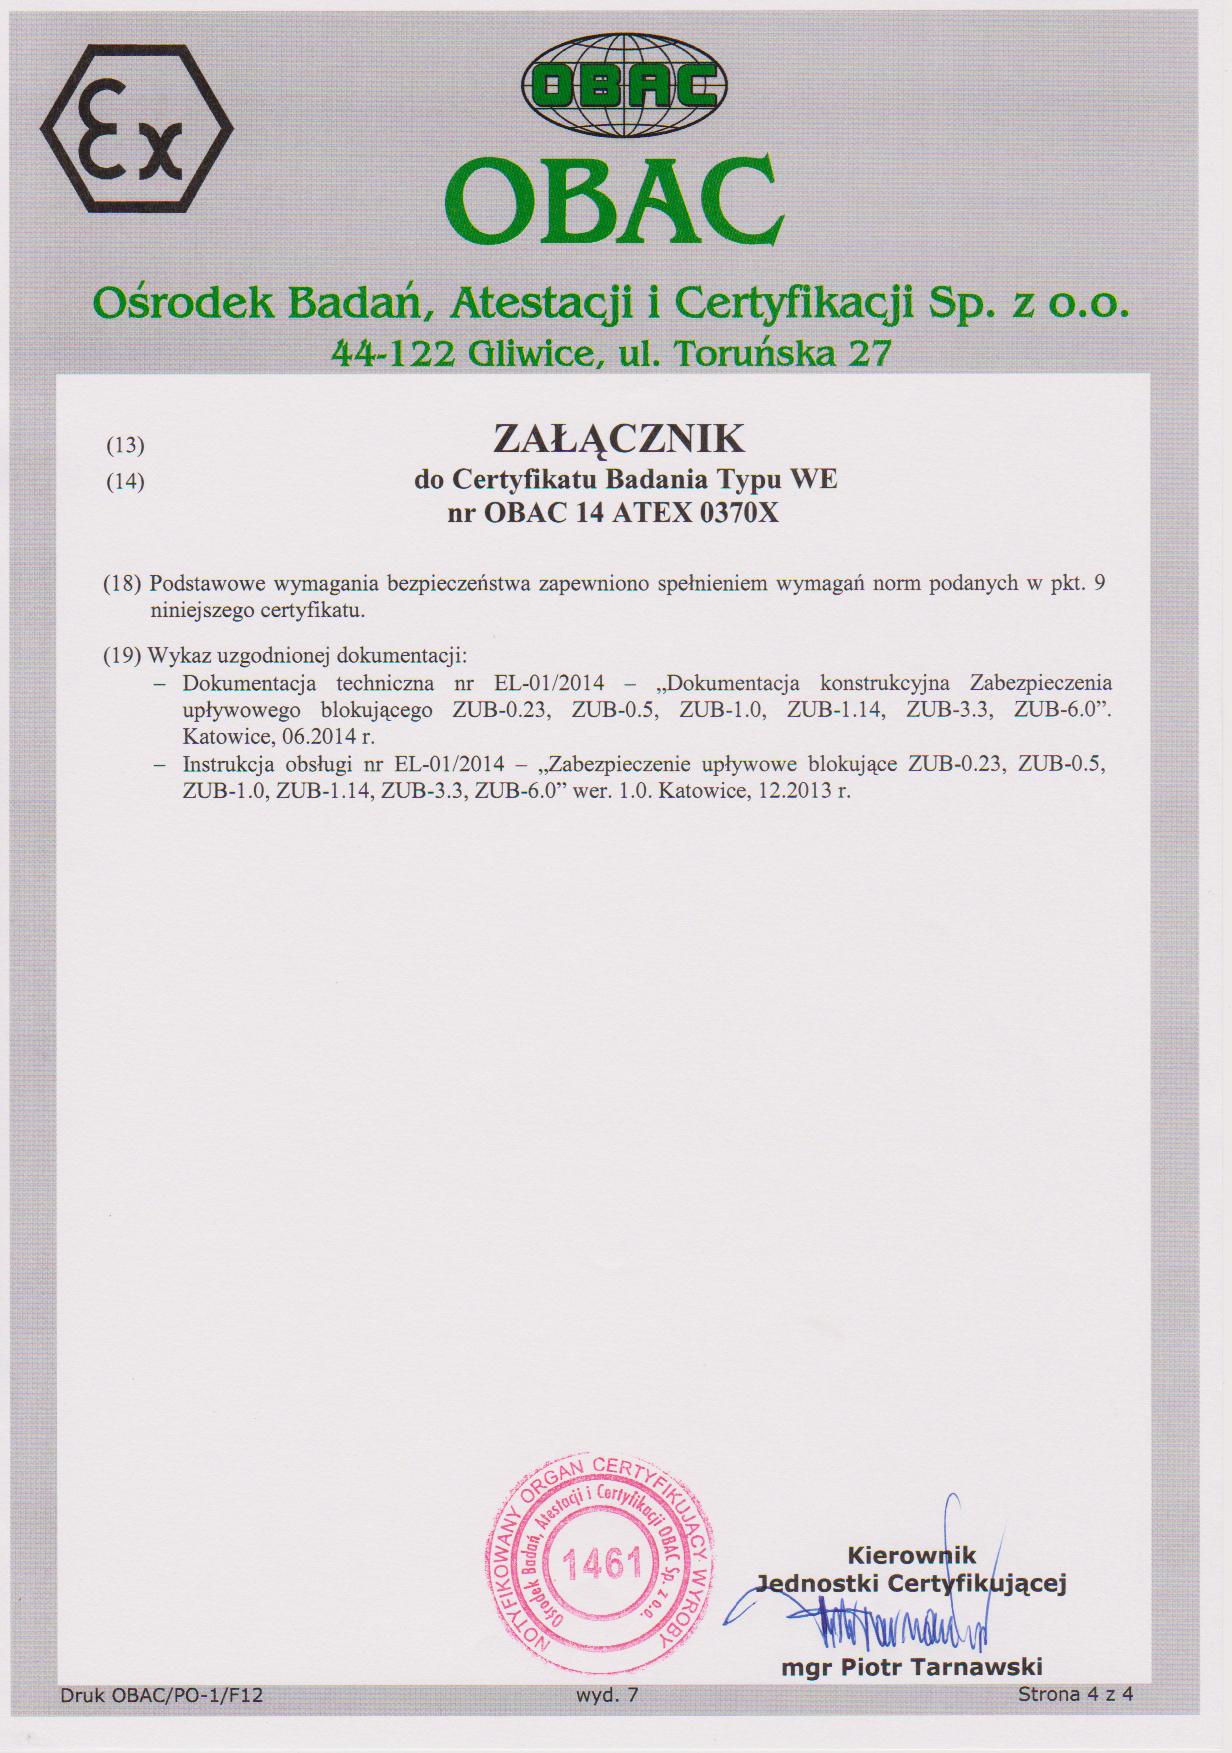 Ex
OBAC
OBAC
Ośrodek Badań, Atestacji i Certyfikacji Sp. z o.o.
44-122 Gliwice, ul. Toruńska 27
(13) ZAŁĄCZNIK
(14) do Certyfikatu Badania Typu WE
nr OBAC 14 ATEX 0370X
(18) Podstawowe wymagania bezpieczeństwa zapewniono spełnieniem wymagań norm podanych w pkt. 9
niniejszego certyfikatu.
(19) Wykaz uzgodnionej dokumentacji:
– Dokumentacja techniczna nr EL-01/2014 – „Dokumentacja konstrukcyjna Zabezpieczenia
upływowego blokującego ZUB-0.23, ZUB-0.5, ZUB-1.0, ZUB-1.14, ZUB-3.3, ZUB-6.0”.
Katowice, 06.2014 r.
– Instrukcja obsługi nr EL-01/2014 – „Zabezpieczenie upływowe blokujące ZUB-0.23, ZUB-0.5,
ZUB-1.0, ZUB-1.14, ZUB-3.3, ZUB-6.0” wer. 1.0. Katowice, 12.2013 r.
NOTYFIKOWANY ORGAN CERTYFIKUJĄCY WYROBY
Ośrodek Badań, Atestacji i Certyfikacji OBAC Sp. z o.o.
1461
Kierownik
Jednostki Certyfikującej
mgr Piotr Tarnawski
Druk OBAC/PO-1/F12 wyd. 7 Strona 4 z 4